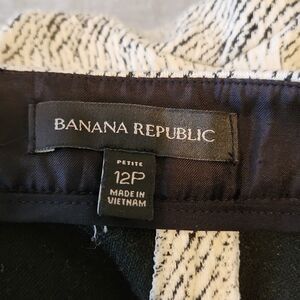 BANANA REPUBLIC
PETITE
12P
MADE IN
VIETNAM